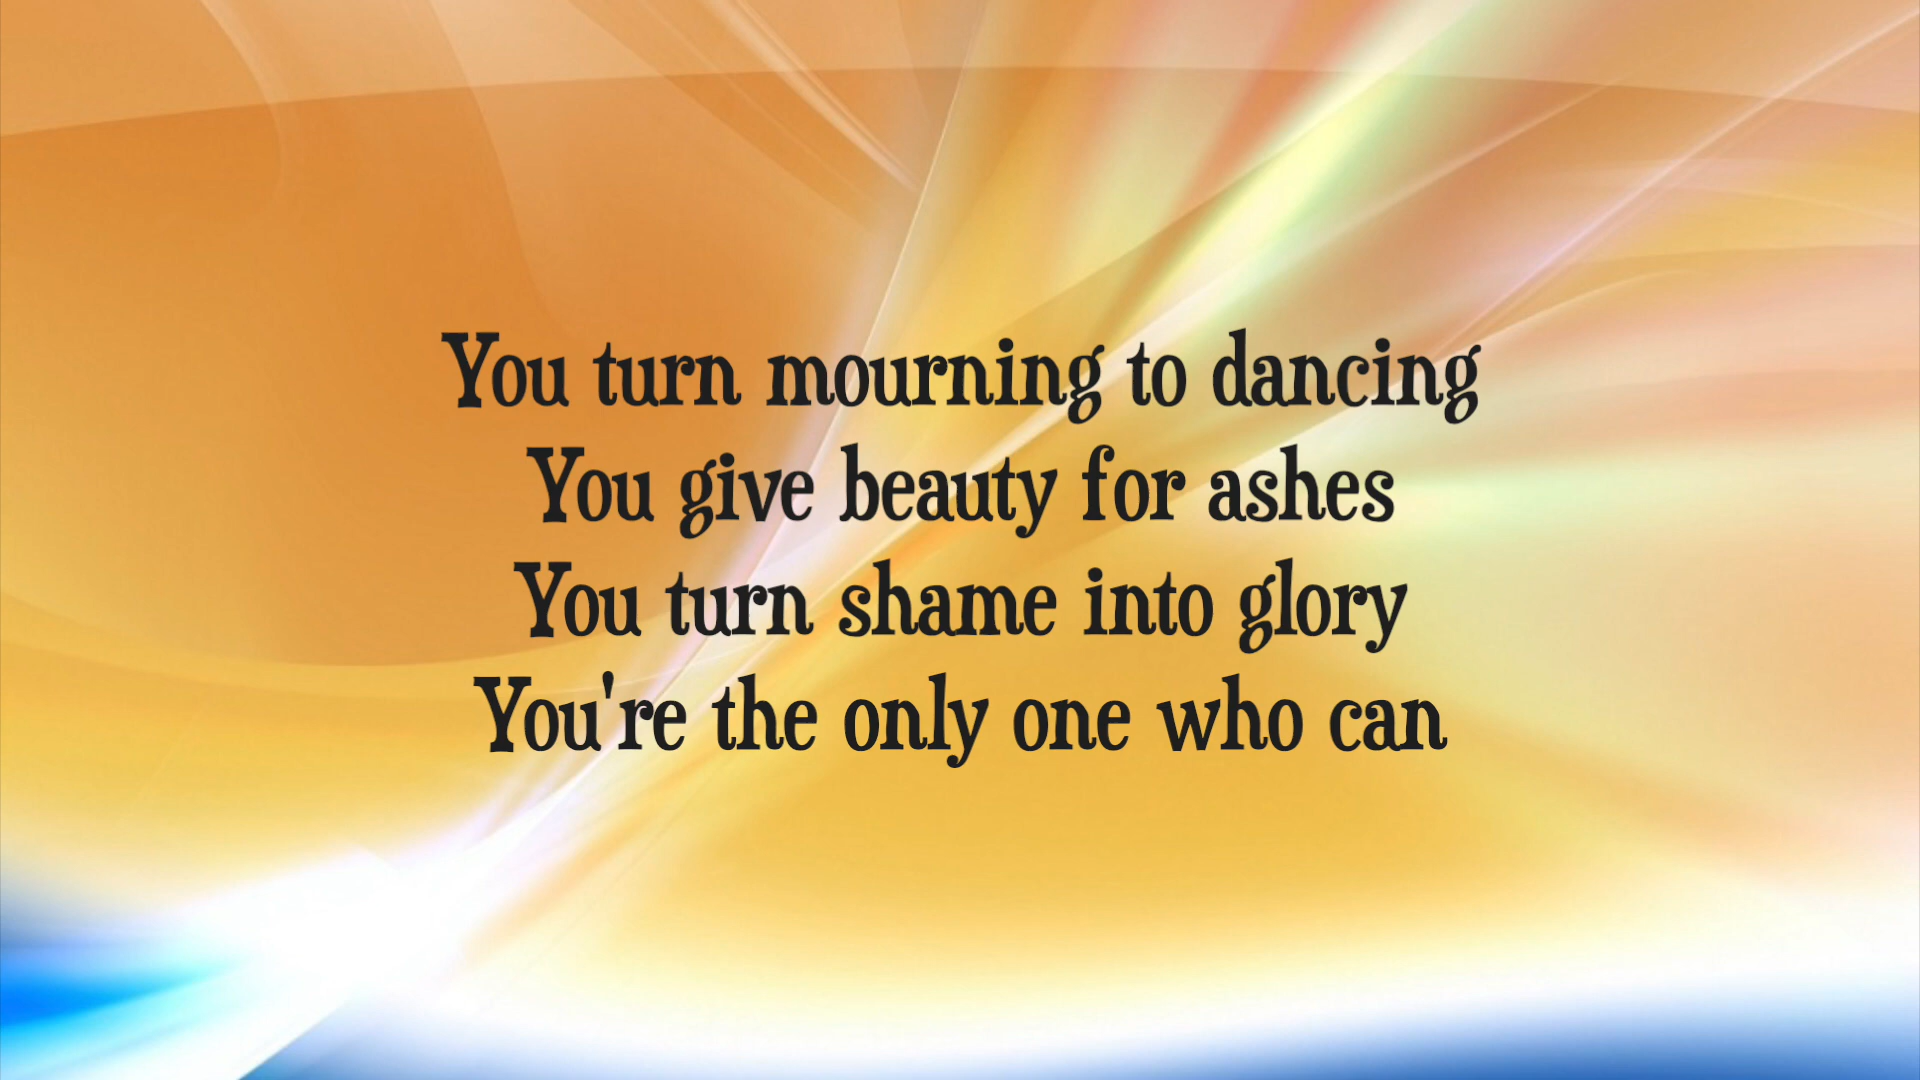 You turn mourning to dancing
You give beauty for ashes
You turn shame into glory
You're the only one who can